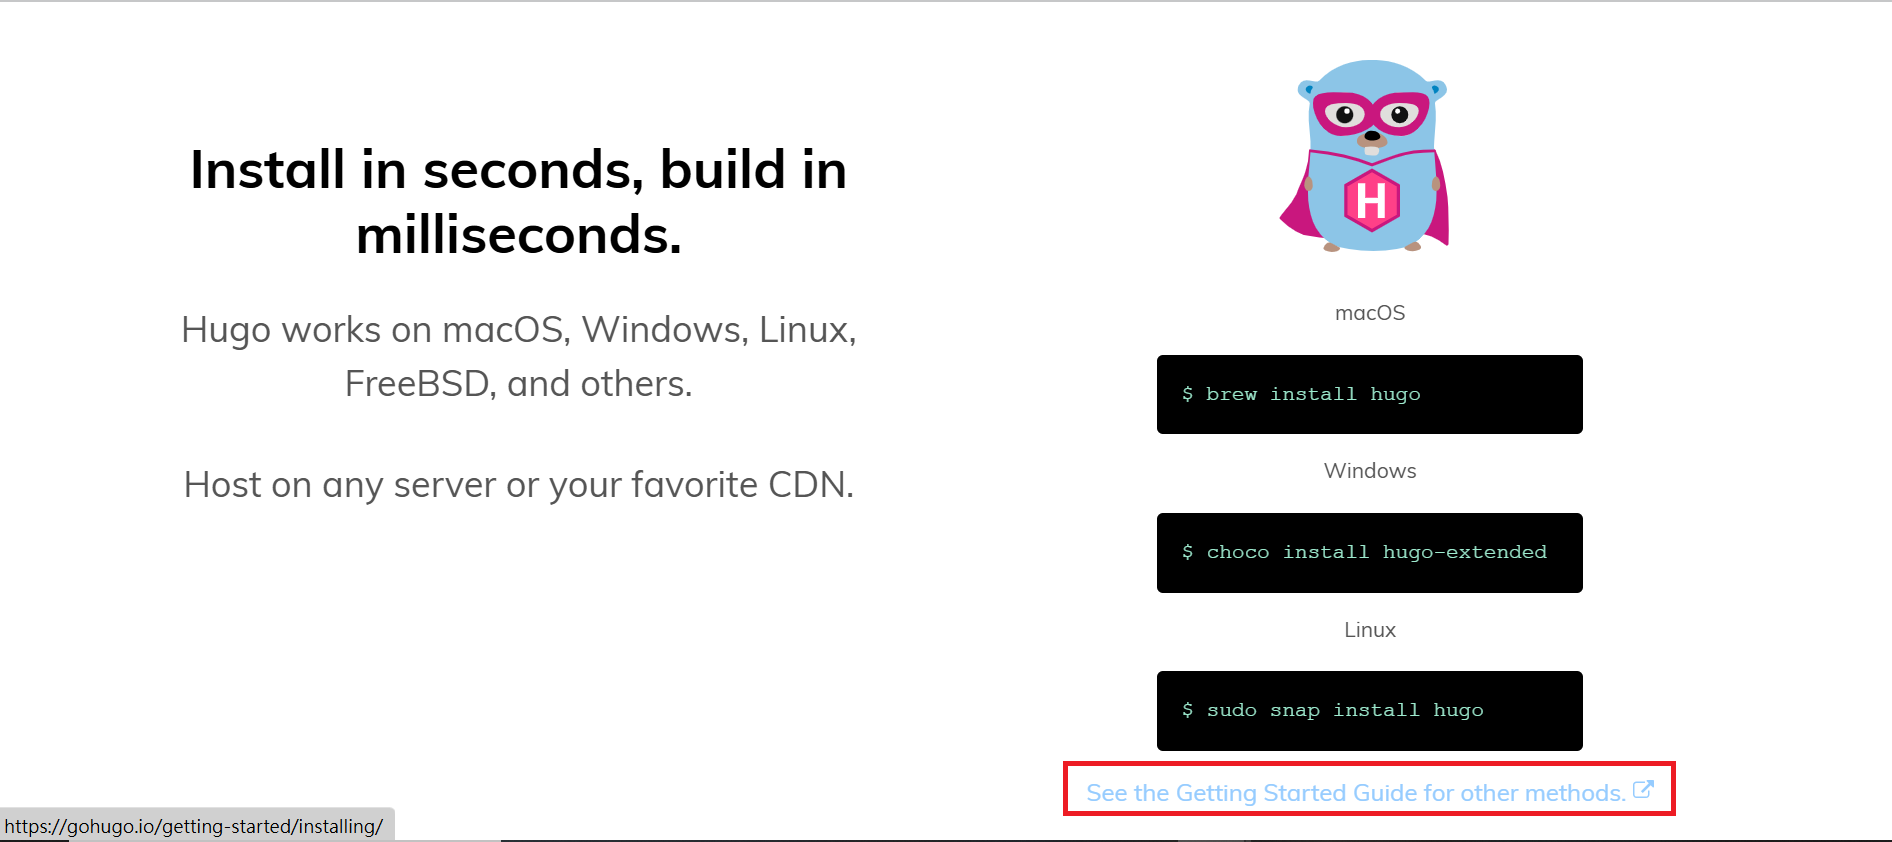 Install in seconds, build in
milliseconds.
Hugo works on macOS, Windows, Linux,
FreeBSD, and others.
Host on any server or your favorite CDN.
H
macOS
$ brew install hugo
Windows
$ choco install hugo-extended
Linux
$ sudo snap install hugo
See the Getting Started Guide for other methods.
https://gohugo.io/getting-started/installing/